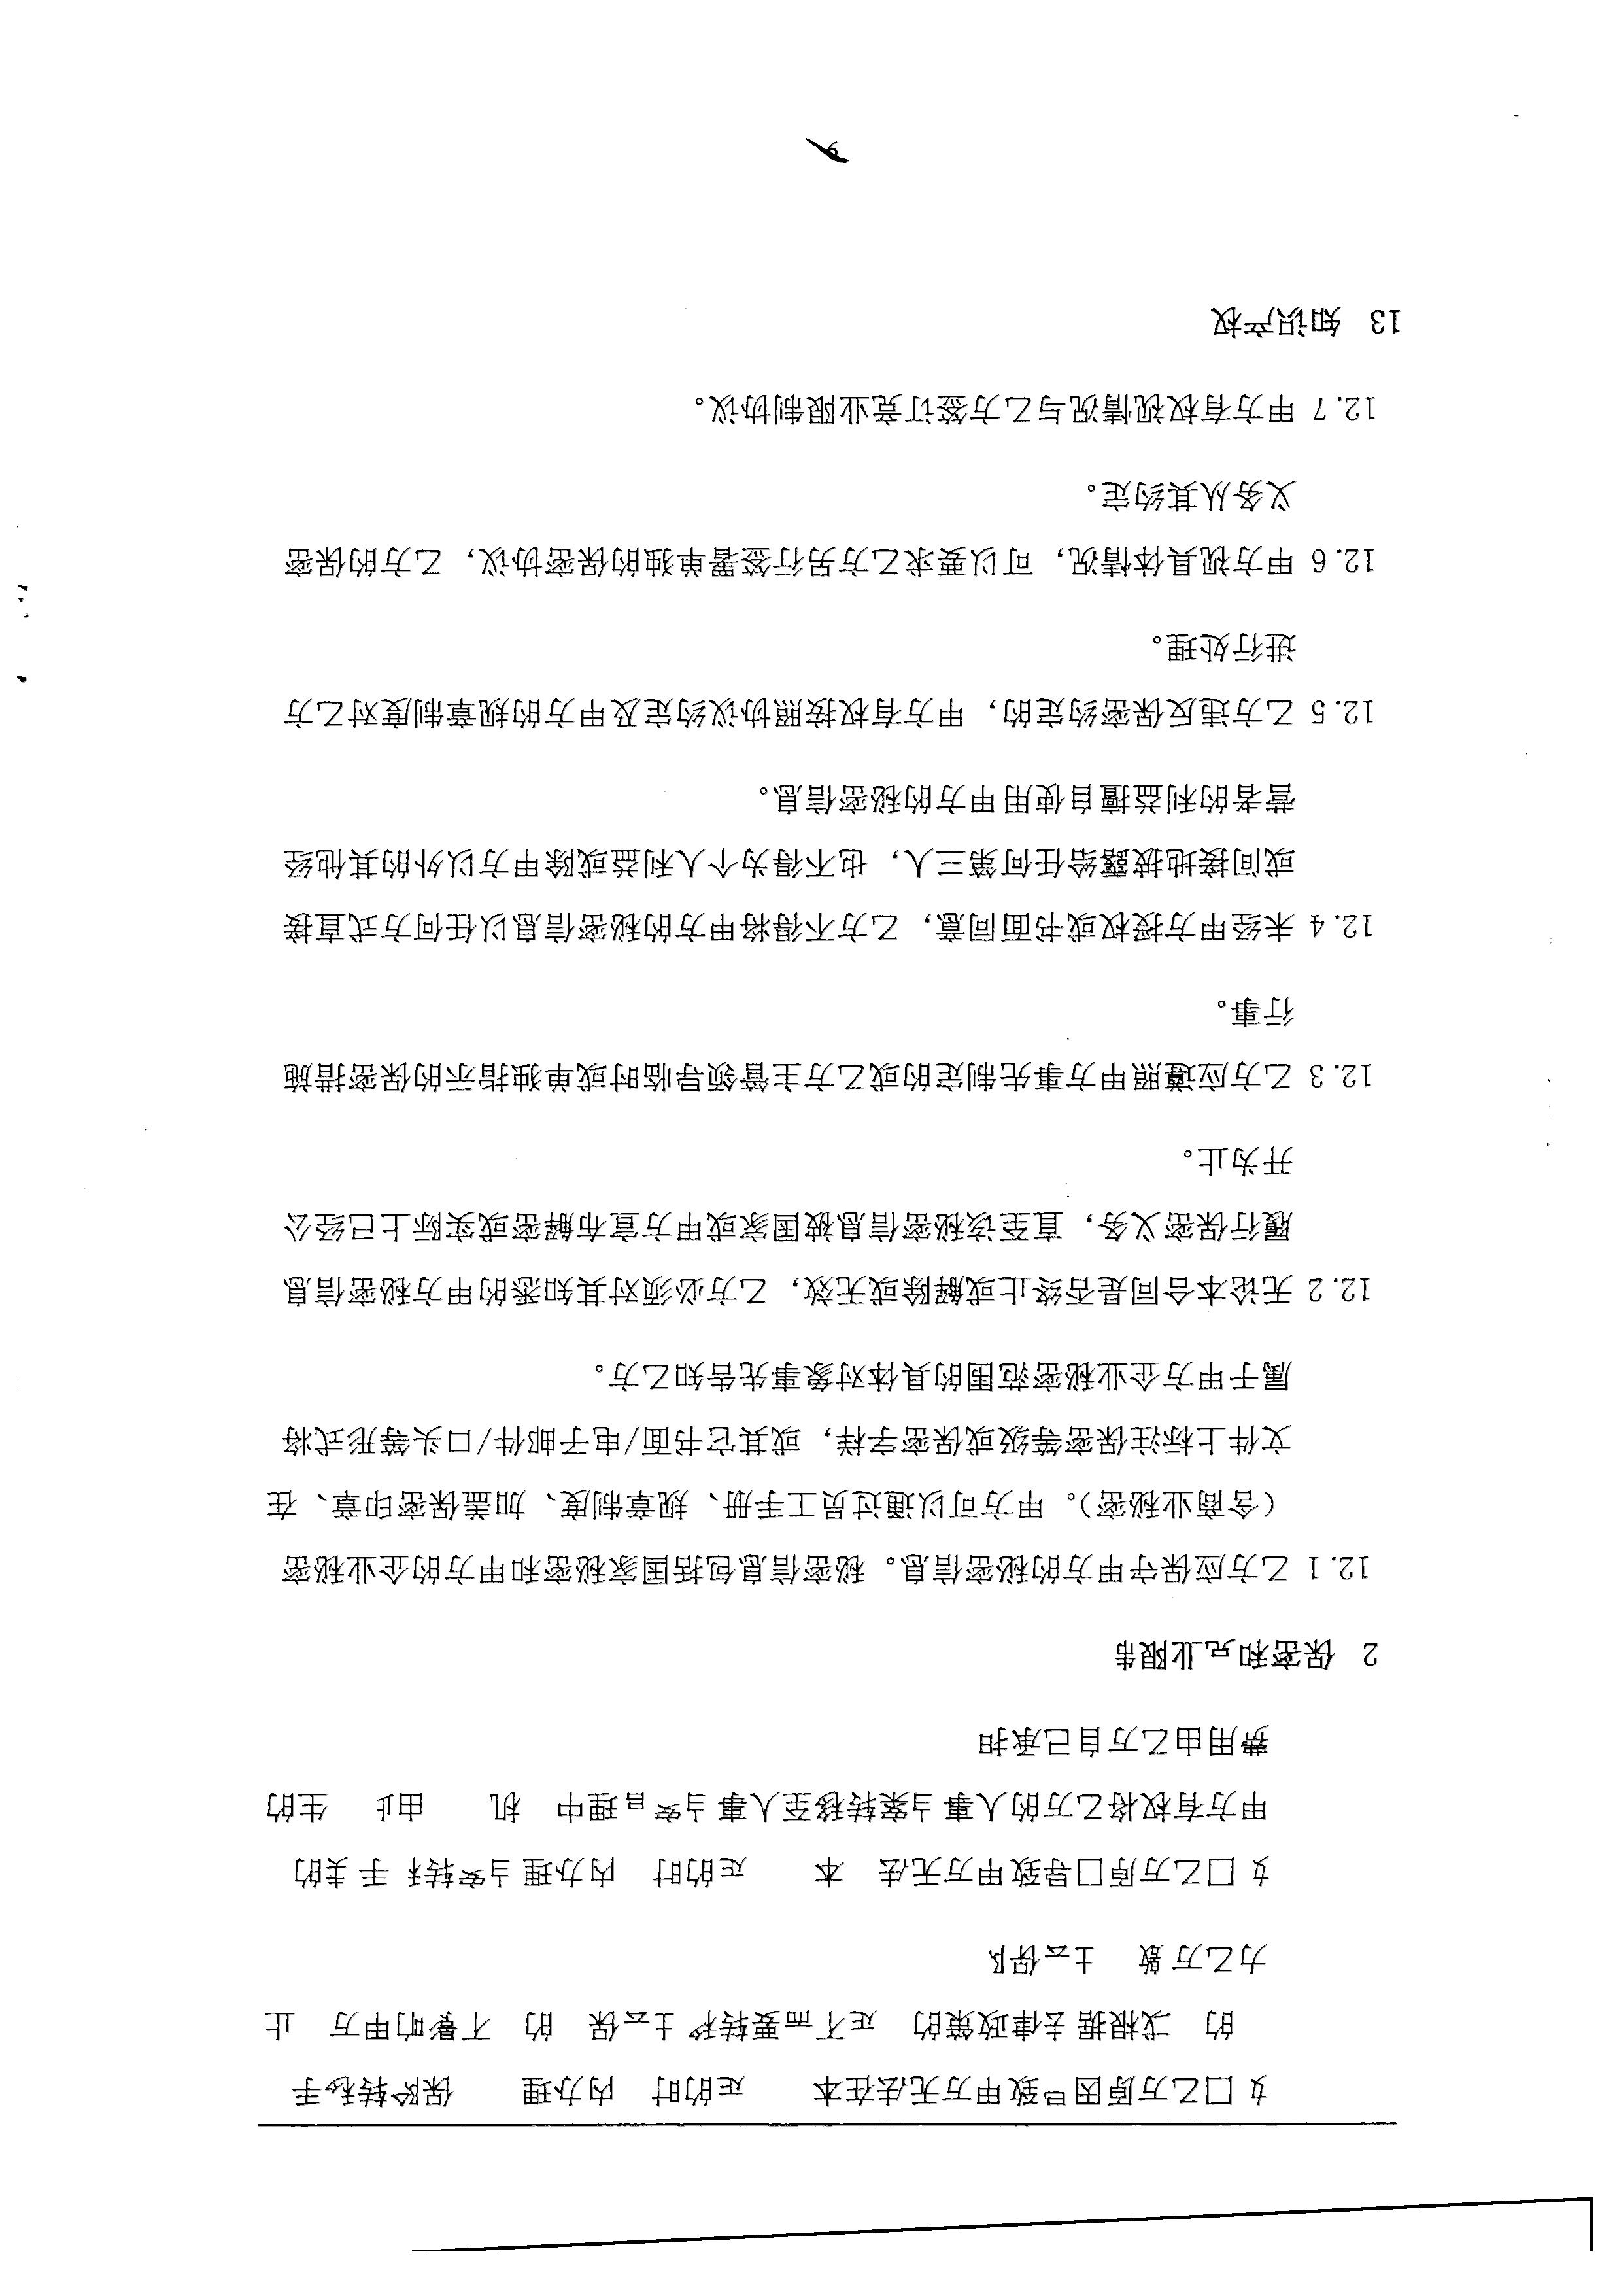 乙方原因导致甲方无法在本 定的时 内办理 保险转移手
的 或根据法律政策的 定不需要转移社会保 的 不影响甲方 止
为乙方缴 社会保
乙方原 导致甲方无法 本 定的时 内办理档案转移手 的
甲方有权将乙方的人事档案转移至人事档案管理中 机 由此 生的
费用由乙方自己承担
2 保密和竞业限制
12.1 乙方应保守甲方的秘密信息。秘密信息包括国家秘密和甲方的企业秘密
（含商业秘密）。甲方可以通过员工手册、规章制度、加盖保密印章、在
文件上标注保密等级或保密字样，或其它书面/电子邮件/口头等形式将
属于甲方企业秘密范围的具体对象事先告知乙方。
12.2 无论本合同是否终止或解除或无效，乙方必须对其知悉的甲方秘密信息
履行保密义务，直至该秘密信息被国家或甲方宣布解密或实际上已经公
开为止。
12.3 乙方应遵照甲方事先制定的或乙方主管领导临时或单独指示的保密措施
行事。
12.4 未经甲方授权或书面同意，乙方不得将甲方的秘密信息以任何方式直接
或间接地披露给任何第三人，也不得为个人利益或除甲方以外的其他经
营者的利益擅自使用甲方的秘密信息。
12.5 乙方违反保密约定的，甲方有权按照协议约定及甲方的规章制度对乙方
进行处理。
12.6 甲方视具体情况，可以要求乙方另行签署单独的保密协议，乙方的保密
义务从其约定。
12.7 甲方有权视情况与乙方签订竞业限制协议。
13 知识产权